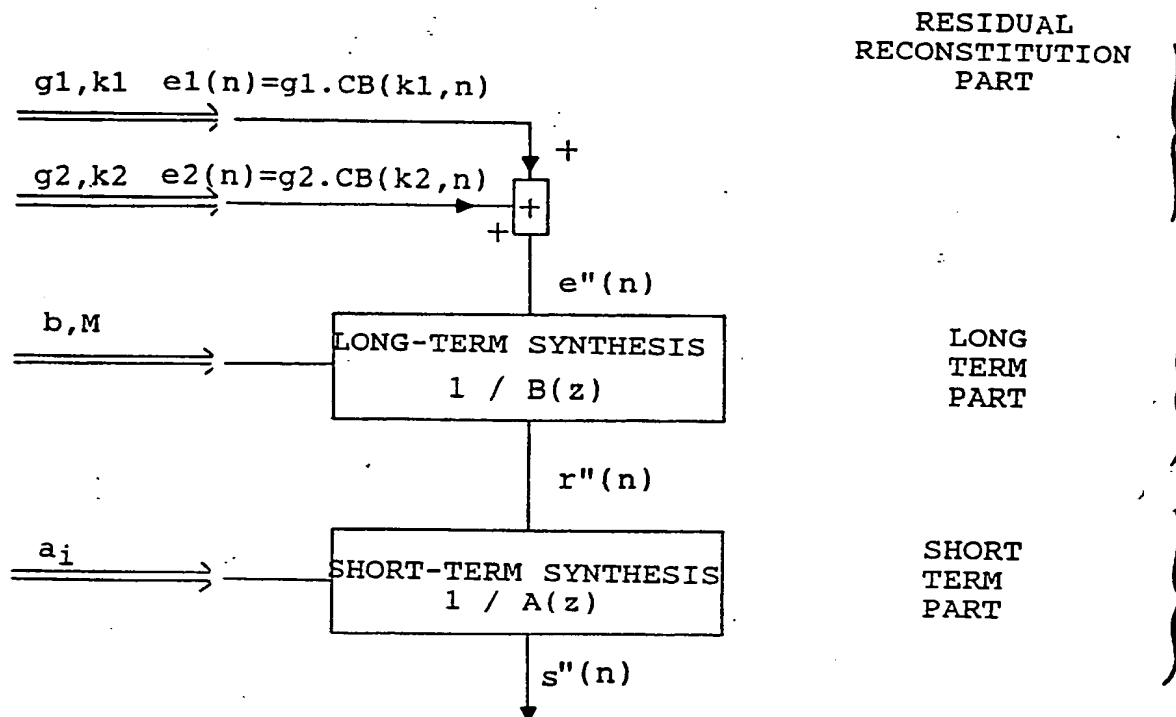 RESIDUAL
RECONSTITUTION
PART
g1,k1 e1(n)=g1.CB(k1,n)
+
g2,k2 e2(n)=g2.CB(k2,n)
+
+
e"(n)
b,M
LONG-TERM SYNTHESIS
1 / B(z)
LONG
TERM
PART
r"(n)
ai
SHORT-TERM SYNTHESIS
1 / A(z)
SHORT
TERM
PART
s"(n)